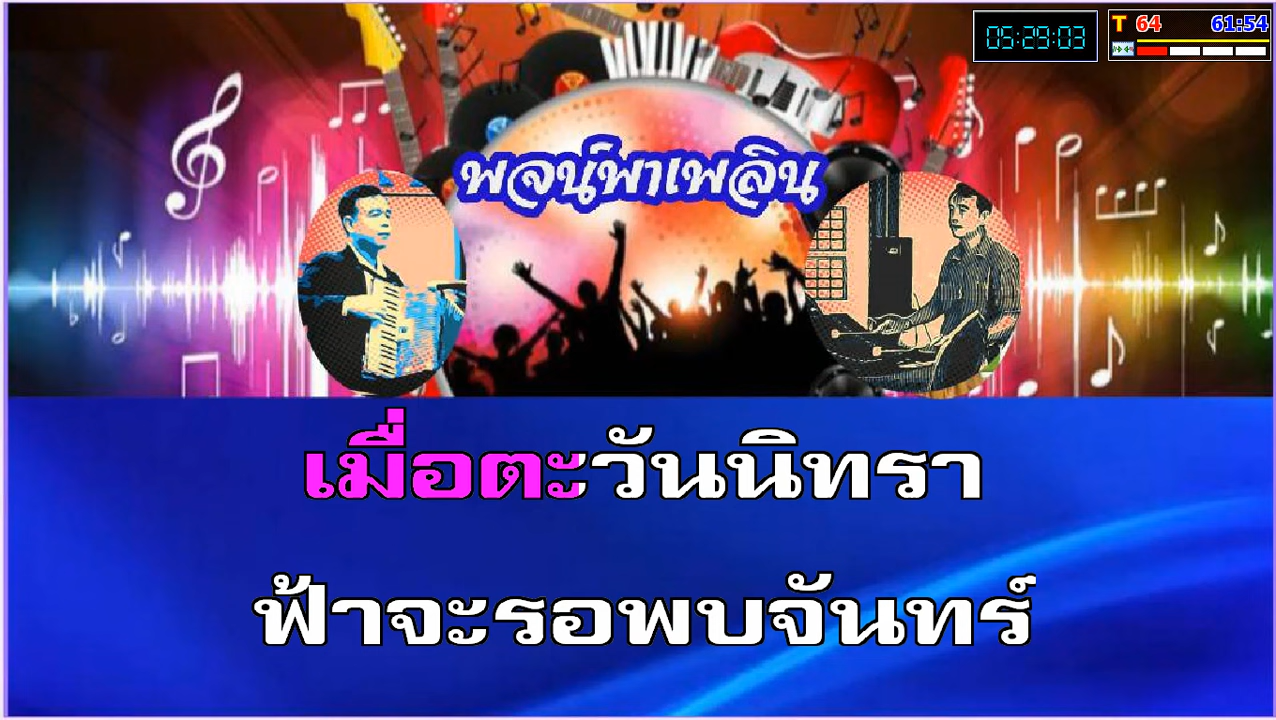 05:29:03
T 64 61:54
พจน์พาเพลิน
เมื่อตะวันนิทรา
ฟ้าจะรอพบจันทร์